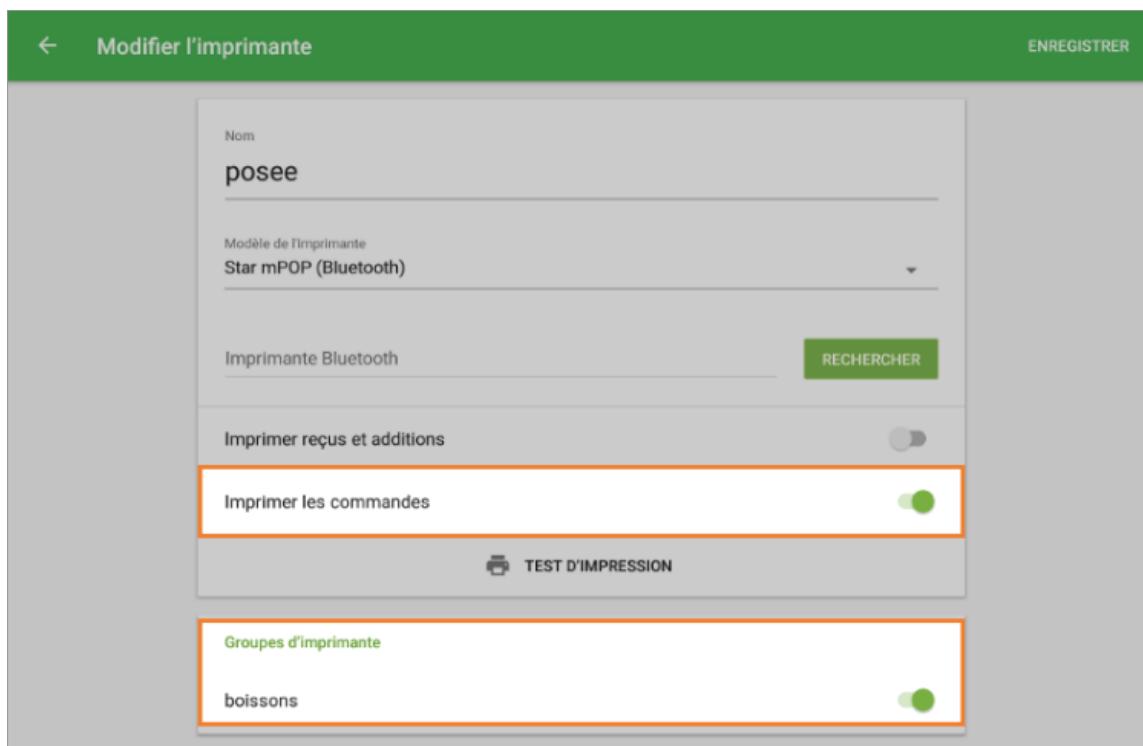 Modifier l'imprimante
ENREGISTRER
Nom
posee
Modèle de l'Imprimante
Star mPOP (Bluetooth)
Imprimante Bluetooth
RECHERCHER
Imprimer reçus et additions
Imprimer les commandes
TEST D'IMPRESSION
Groupes d'imprimante
boissons